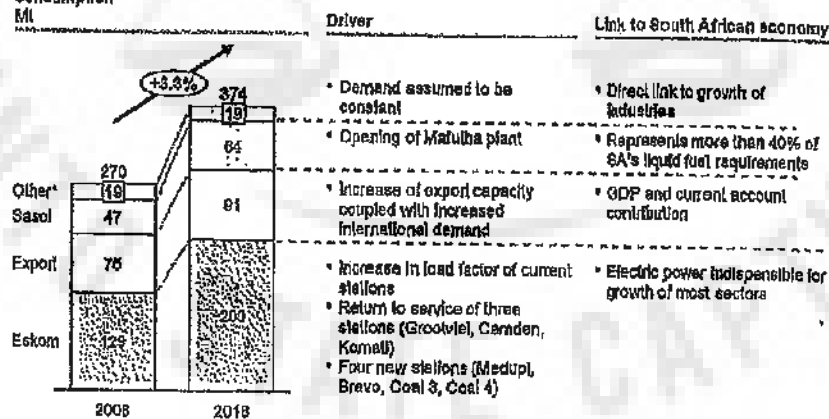 Consumption
Mt
Driver
Link to South African economy
+3.3%
374
19
64
91
200
270
Other*
19
Sasol
47
Export
75
Eskom
129
2008
2018
• Demand assumed to be
constant
• Opening of Mafutha plant
• Increase of export capacity
coupled with increased
international demand
• Increase in load factor of current
stations
• Return to service of three
stations (Grootvlei, Camden,
Komati)
• Four new stations (Medupi,
Bravo, Coal 3, Coal 4)
• Direct link to growth of
industries
• Represents more than 40% of
SA's liquid fuel requirements
• GDP and current account
contribution
• Electric power indispensible for
growth of most sectors